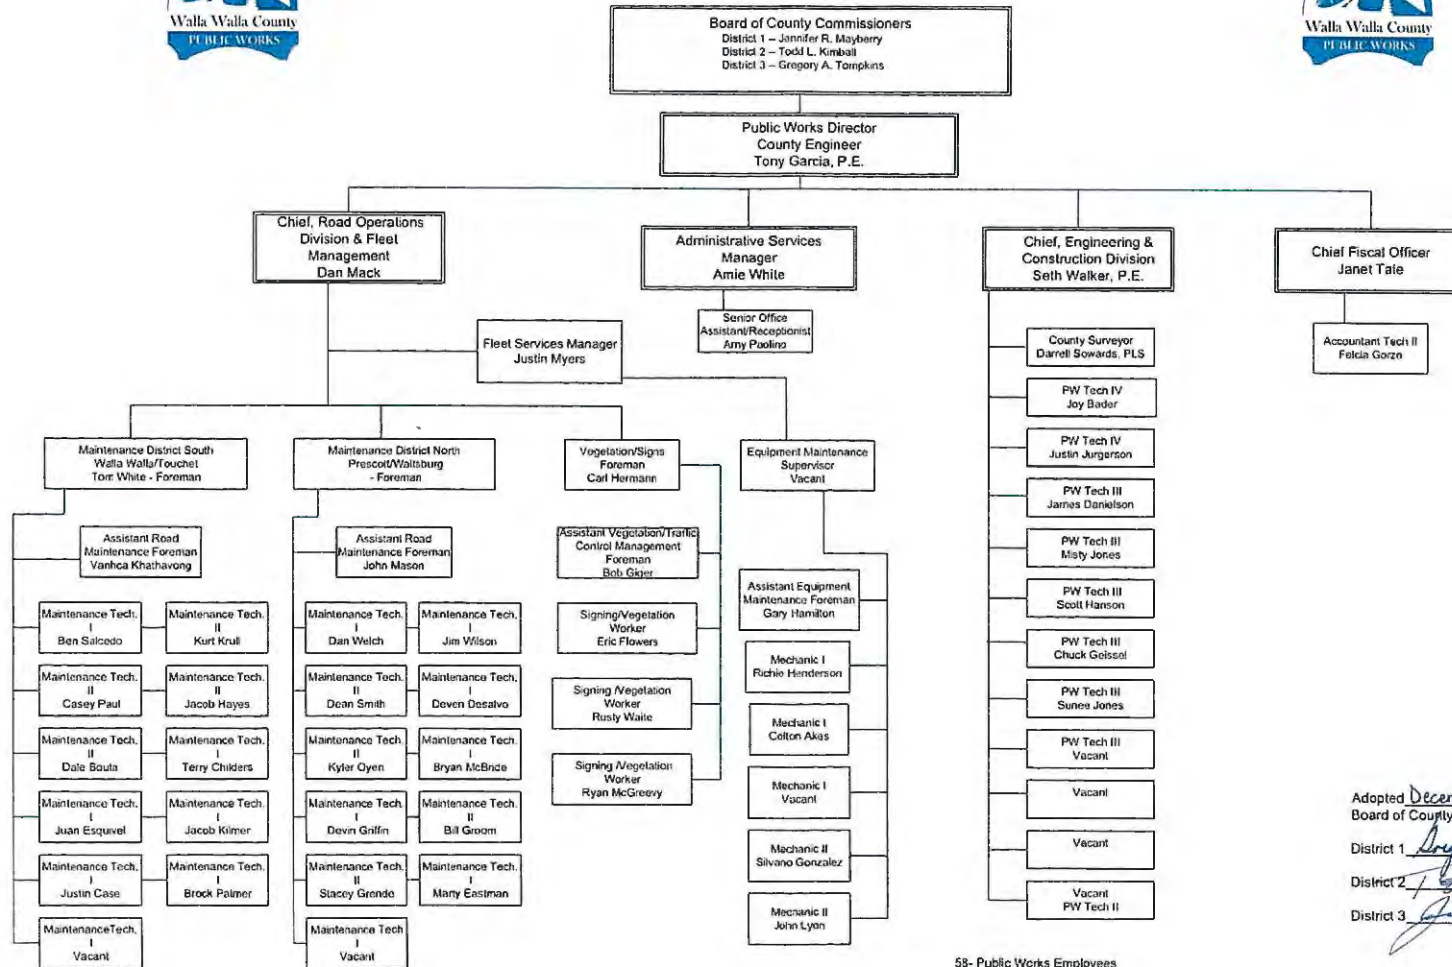 Walla Walla County
PUBLIC WORKS
Walla Walla County
PUBLIC WORKS
Board of County Commissioners
District 1 – Jennifer R. Mayberry
District 2 – Todd L. Kimball
District 3 – Gregory A. Tompkins
Public Works Director
County Engineer
Tony Garcia, P.E.
Chief, Road Operations
Division & Fleet
Management
Dan Mack
Administrative Services
Manager
Amie White
Chief, Engineering &
Construction Division
Seth Walker, P.E.
Chief Fiscal Officer
Janet Tate
Senior Office
Assistant/Receptionist
Amy Paolino
Fleet Services Manager
Justin Myers
County Surveyor
Darrell Sowards, PLS
Accountant Tech II
Felcia Gorzo
PW Tech IV
Joy Bader
PW Tech IV
Justin Jurgerson
PW Tech III
James Danielson
PW Tech III
Misty Jones
PW Tech III
Scott Hanson
PW Tech III
Chuck Geissel
PW Tech III
Sunee Jones
PW Tech III
Vacant
Vacant
Vacant
Vacant
PW Tech II
Maintenance District South
Walla Walla/Touchet
Tom White - Foreman
Maintenance District North
Prescott/Waitsburg
- Foreman
Vegetation/Signs
Foreman
Carl Hermann
Equipment Maintenance
Supervisor
Vacant
Assistant Road
Maintenance Foreman
Vanhca Khathavong
Assistant Road
Maintenance Foreman
John Mason
Assistant Vegetation/Traffic
Control Management
Foreman
Bob Giger
Assistant Equipment
Maintenance Foreman
Gary Hamilton
Maintenance Tech.
I
Ben Salcedo
Maintenance Tech.
II
Kurt Krull
Maintenance Tech.
II
Casey Paul
Maintenance Tech.
II
Jacob Hayes
Maintenance Tech.
II
Dale Bouta
Maintenance Tech.
I
Terry Childers
Maintenance Tech.
I
Juan Esquivel
Maintenance Tech.
I
Jacob Kilmer
Maintenance Tech.
I
Justin Case
Maintenance Tech.
I
Brock Palmer
MaintenanceTech.
I
Vacant
Maintenance Tech.
I
Dan Welch
Maintenance Tech.
I
Jim Wilson
Maintenance Tech.
II
Dean Smith
Maintenance Tech.
I
Deven Desalvo
Maintenance Tech.
II
Kyler Oyen
Maintenance Tech.
I
Bryan McBride
Maintenance Tech.
I
Devin Griffin
Maintenance Tech.
II
Bill Groom
Maintenance Tech.
II
Stacey Grende
Maintenance Tech.
I
Marty Eastman
Maintenance Tech
I
Vacant
Signing/Vegetation
Worker
Eric Flowers
Signing /Vegetation
Worker
Rusty Waite
Signing /Vegetation
Worker
Ryan McGreevy
Mechanic I
Richie Henderson
Mechanic I
Colton Akes
Mechanic I
Vacant
Mechanic II
Silvano Gonzalez
Mechanic II
John Lyon
Adopted Decem
Board of County
District 1
District 2
District 3
58- Public Works Employees